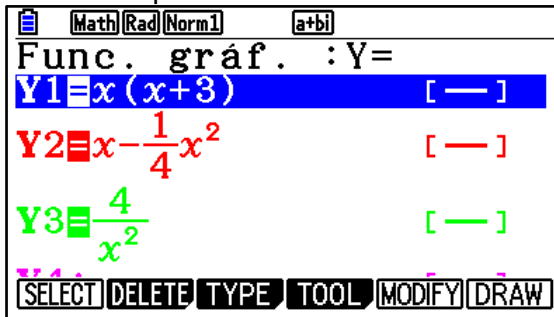 Math Rad Norm1 a+bi
Func. gráf. :Y=
Y1=x(x+3) [—]
Y2=x-1/4x² [—]
Y3=4/x² [—]
SELECT DELETE TYPE TOOL MODIFY DRAW